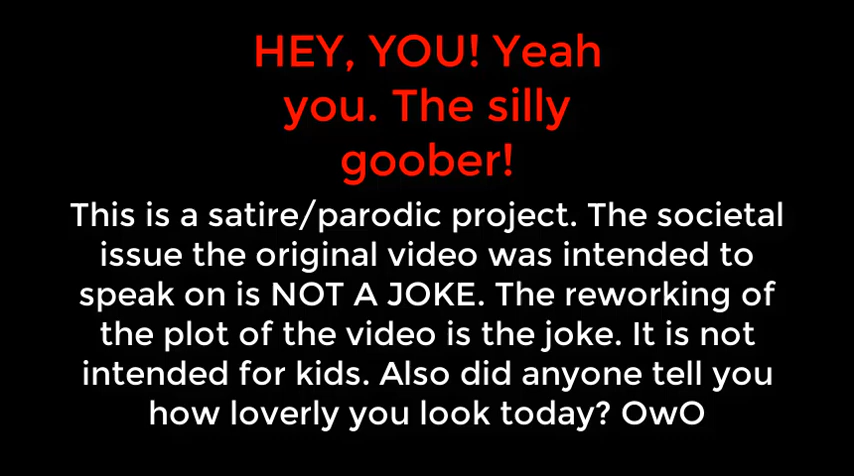 HEY, YOU! Yeah
you. The silly
goober!
This is a satire/parodic project. The societal
issue the original video was intended to
speak on is NOT A JOKE. The reworking of
the plot of the video is the joke. It is not
intended for kids. Also did anyone tell you
how loverly you look today? OwO